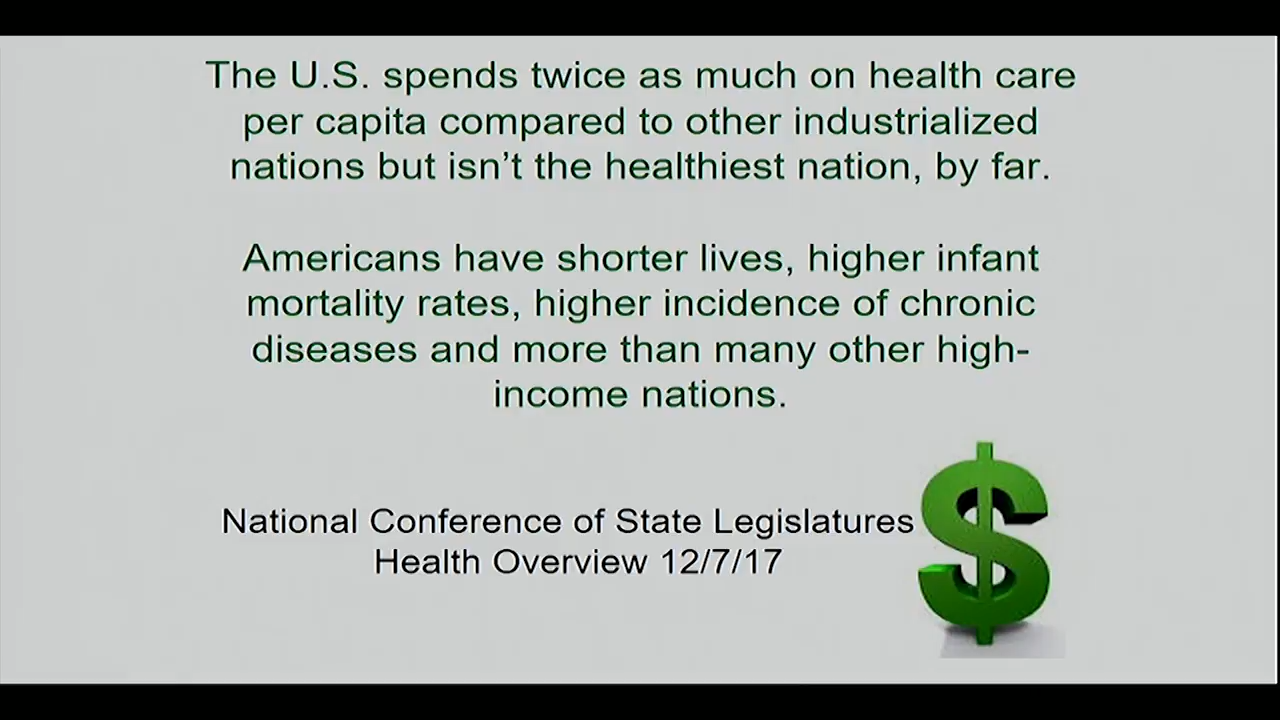 The U.S. spends twice as much on health care
per capita compared to other industrialized
nations but isn't the healthiest nation, by far.
Americans have shorter lives, higher infant
mortality rates, higher incidence of chronic
diseases and more than many other high-
income nations.
National Conference of State Legislatures
Health Overview 12/7/17
$